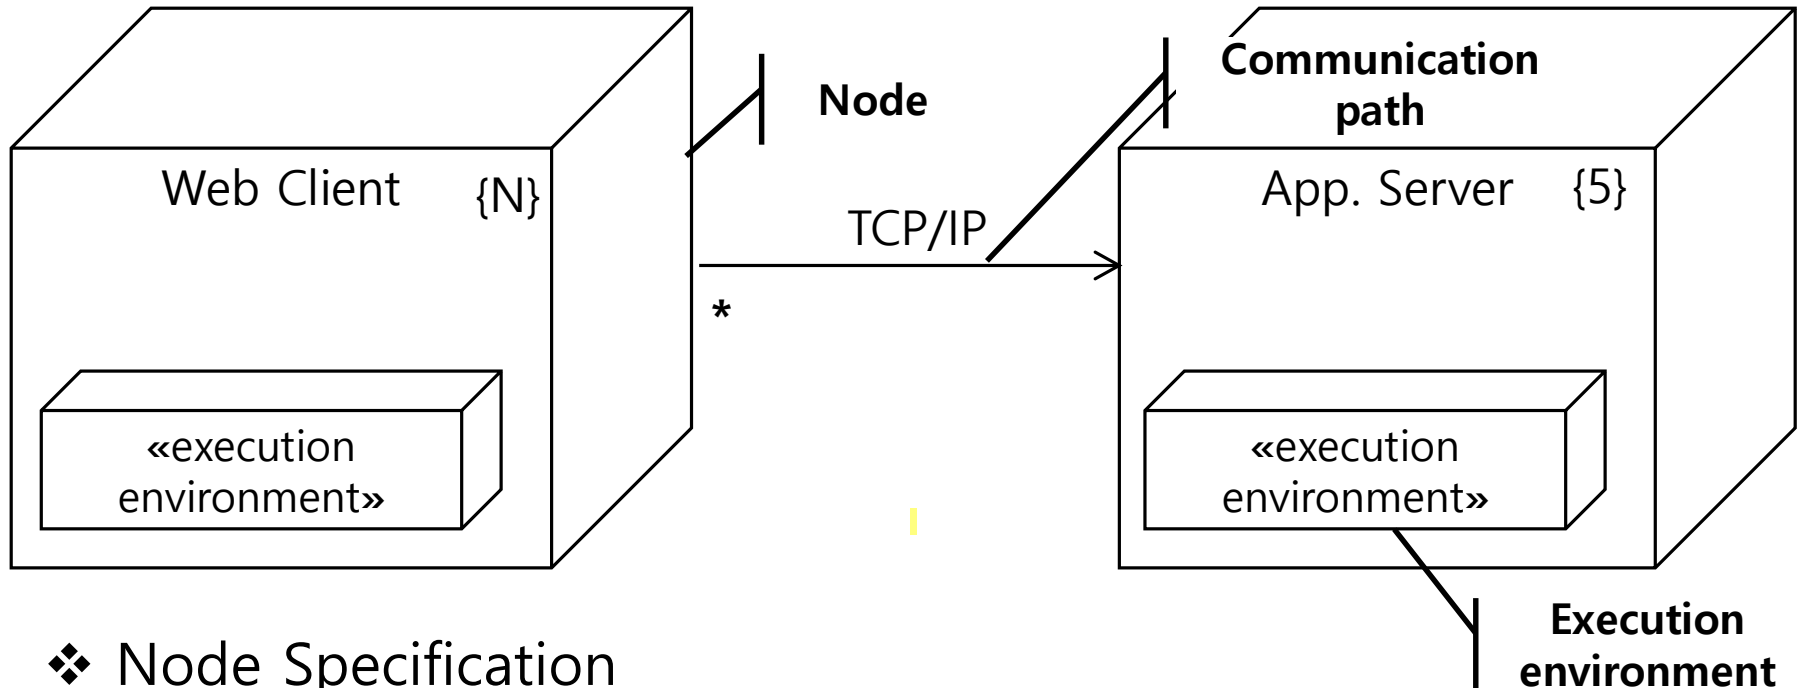 Node
Communication
path
Web Client {N}
App. Server {5}
TCP/IP
*
«execution
environment»
«execution
environment»
❖ Node Specification
Execution
environment